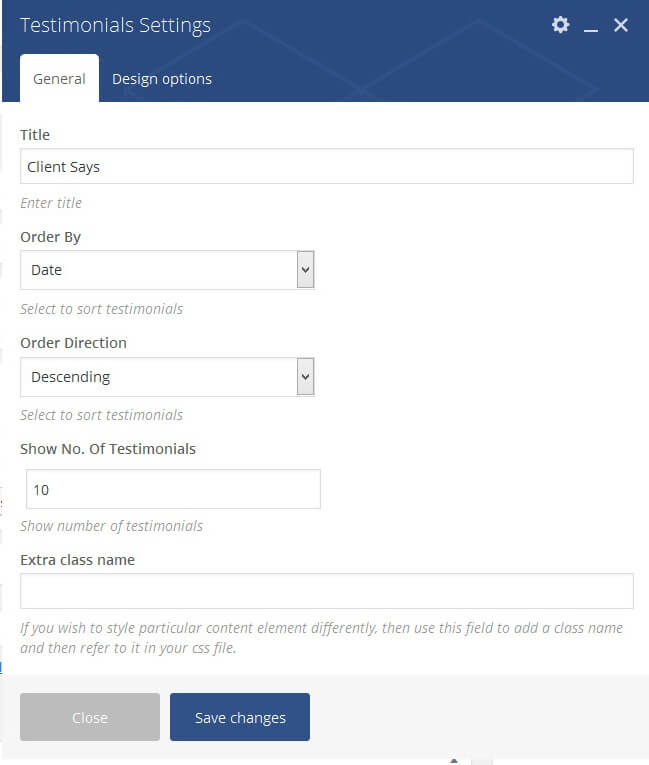 Testimonials Settings
General Design options
Title
Client Says
Enter title
Order By
Date
Select to sort testimonials
Order Direction
Descending
Select to sort testimonials
Show No. Of Testimonials
10
Show number of testimonials
Extra class name
If you wish to style particular content element differently, then use this field to add a class name
and then refer to it in your css file.
Close Save changes